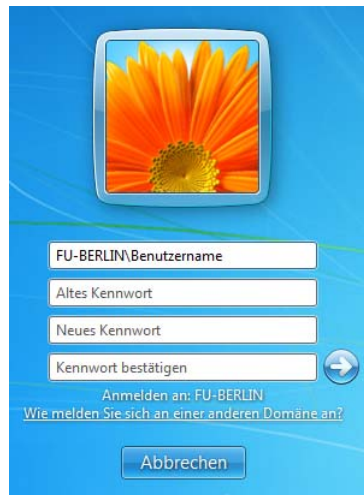 FU-BERLIN\Benutzername
Altes Kennwort
Neues Kennwort
Kennwort bestätigen
Anmelden an: FU-BERLIN
Wie melden Sie sich an einer anderen Domäne an?
Abbrechen